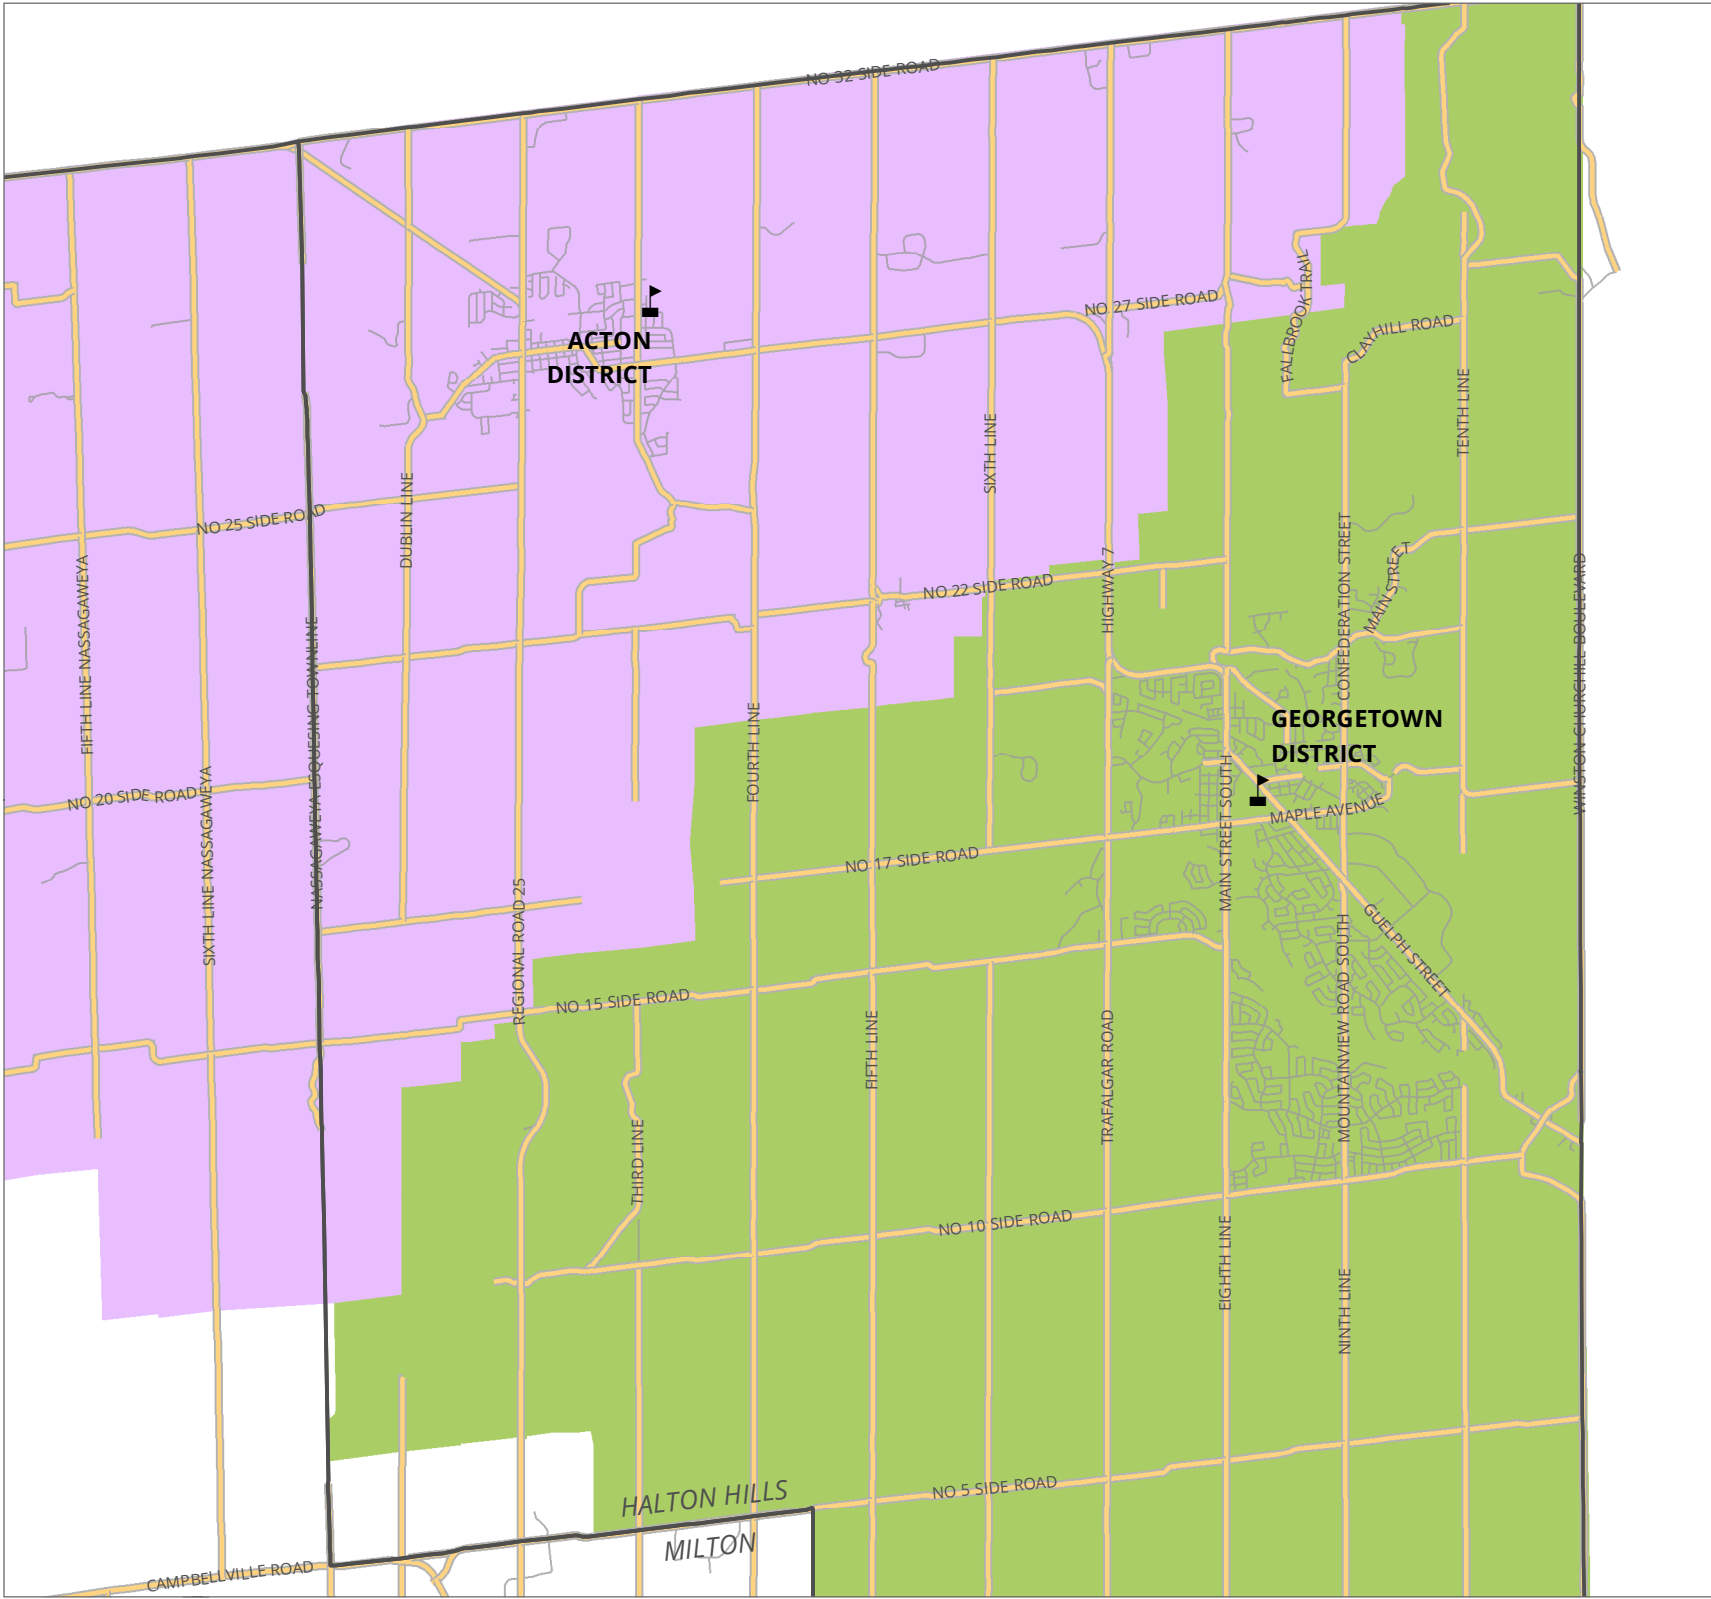 NO 32 SIDE ROAD
NO 27 SIDE ROAD
FALLBROOK TRAIL
CLAYHILL ROAD
ACTON
DISTRICT
TENTH LINE
SIXTH LINE
DUBLIN LINE
NO 25 SIDE ROAD
FIFTH LINE NASSAGAWEYA
NO 22 SIDE ROAD
HIGHWAY 7
CONFEDERATION STREET
MAIN STREET
WINSTON CHURCHILL BOULEVARD
NASSAGAWEYA ESQUESING TOWNLINE
GEORGETOWN
DISTRICT
FOURTH LINE
NO 20 SIDE ROAD
SIXTH LINE NASSAGAWEYA
MAIN STREET SOUTH
MAPLE AVENUE
NO 17 SIDE ROAD
REGIONAL ROAD 25
GUELPH STREET
MOUNTAINVIEW ROAD SOUTH
NO 15 SIDE ROAD
FIFTH LINE
TRAFALGAR ROAD
THIRD LINE
NO 10 SIDE ROAD
EIGHTH LINE
NINTH LINE
NO 5 SIDE ROAD
HALTON HILLS
MILTON
CAMPBELLVILLE ROAD